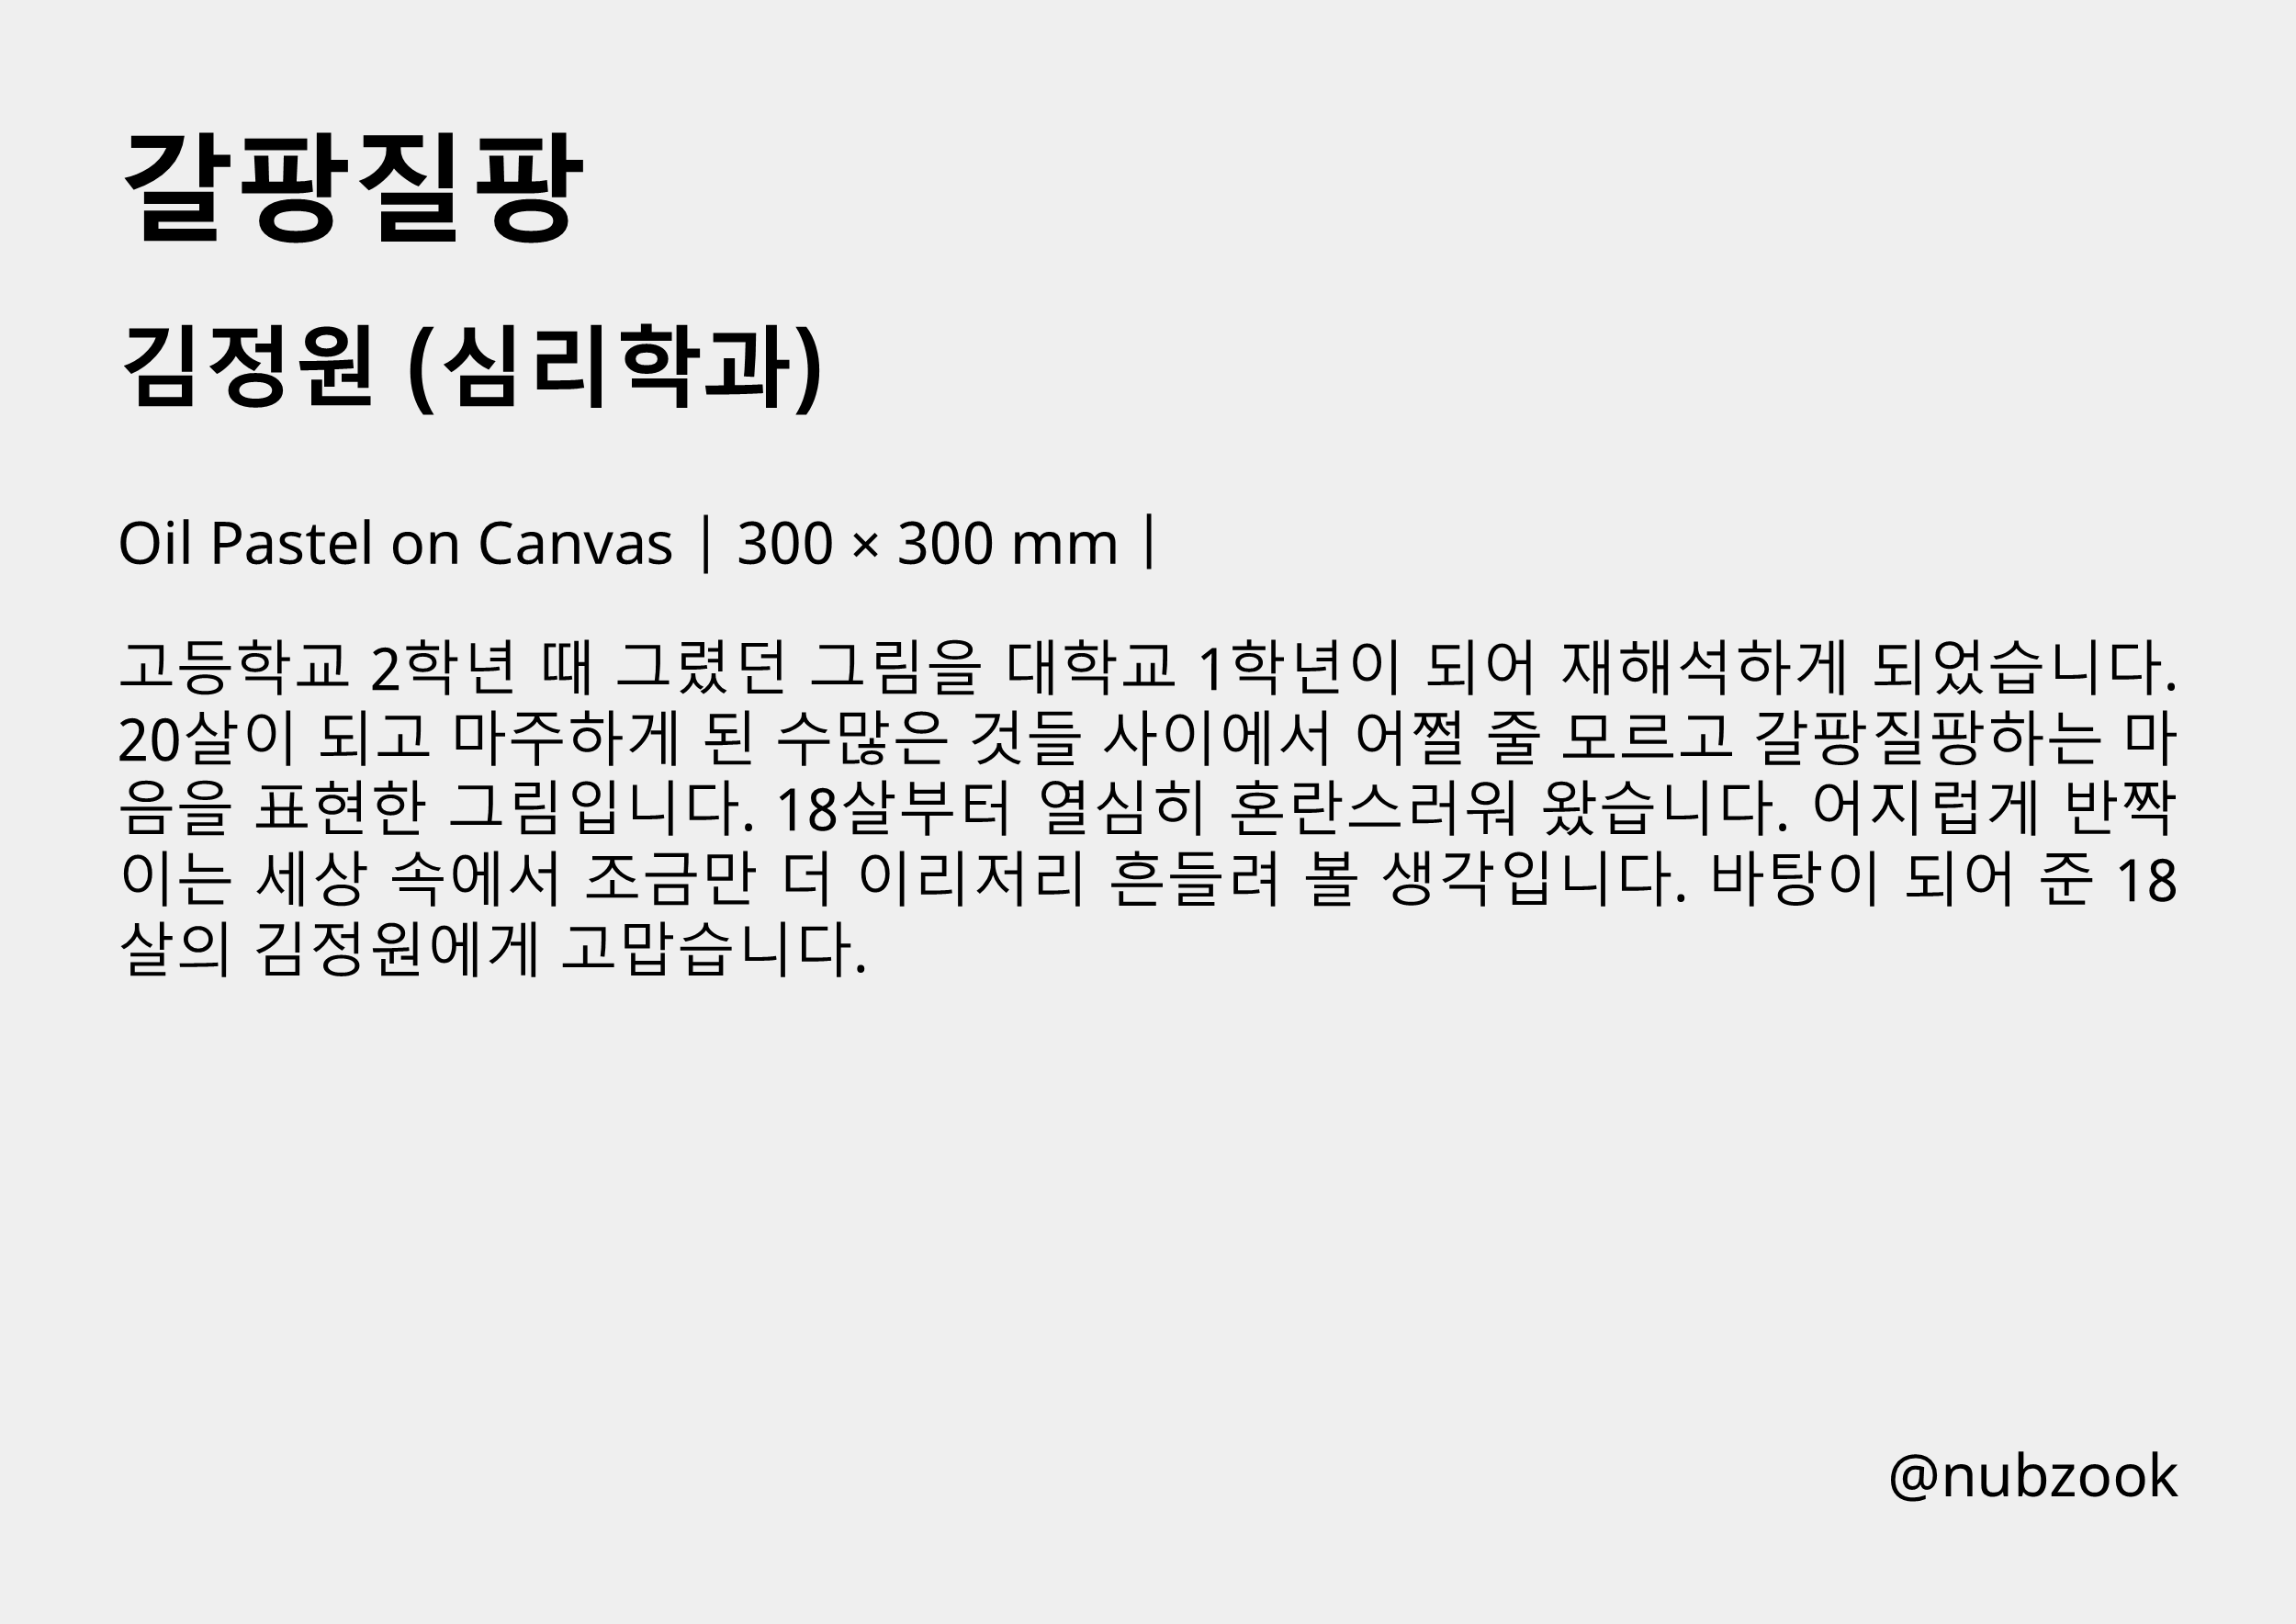 갈팡질팡
김정원 (심리학과)
Oil Pastel on Canvas | 300 × 300 mm |
고등학교 2학년 때 그렸던 그림을 대학교 1학년이 되어 재해석하게 되었습니다.
20살이 되고 마주하게 된 수많은 것들 사이에서 어쩔 줄 모르고 갈팡질팡하는 마
음을 표현한 그림입니다. 18살부터 열심히 혼란스러워 왔습니다. 어지럽게 반짝
이는 세상 속에서 조금만 더 이리저리 흔들려 볼 생각입니다. 바탕이 되어 준 18
살의 김정원에게 고맙습니다.
@nubzook